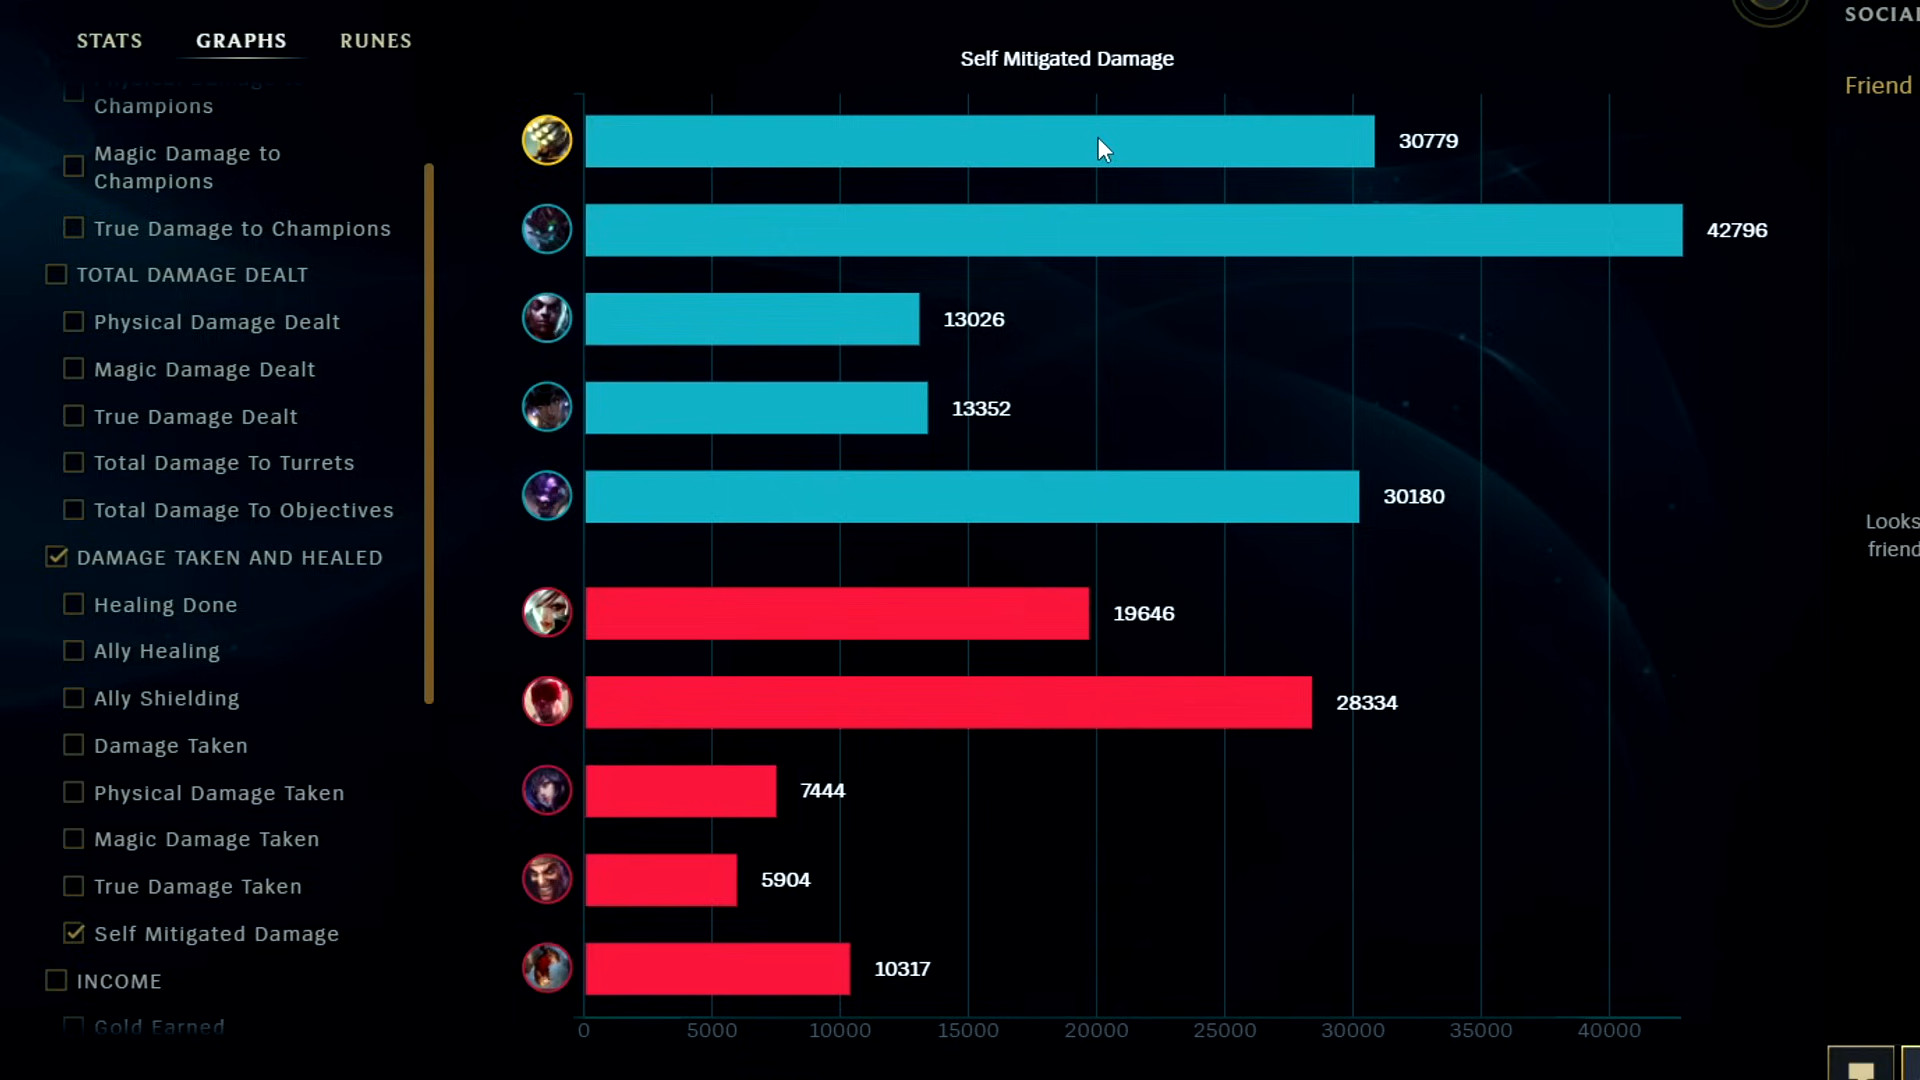 STATS GRAPHS RUNES
SOCIAL
Self Mitigated Damage
Friend
Champions
Magic Damage to
Champions
True Damage to Champions
TOTAL DAMAGE DEALT
Physical Damage Dealt
Magic Damage Dealt
True Damage Dealt
Total Damage To Turrets
Total Damage To Objectives
DAMAGE TAKEN AND HEALED
Healing Done
Ally Healing
Ally Shielding
Damage Taken
Physical Damage Taken
Magic Damage Taken
True Damage Taken
Self Mitigated Damage
INCOME
Gold Earned
30779
42796
13026
13352
30180
19646
28334
7444
5904
10317
0 5000 10000 15000 20000 25000 30000 35000 40000
Looks
friend